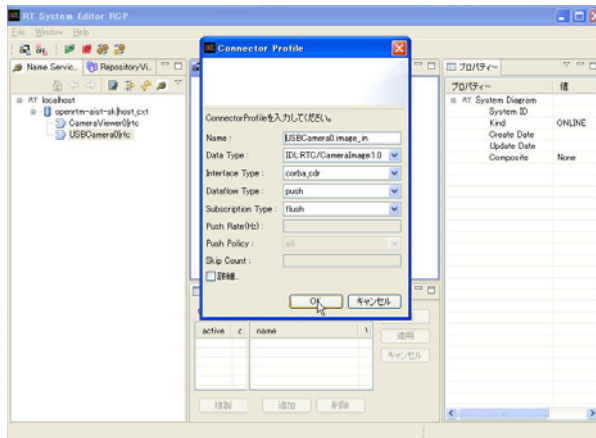 RT System Editor RCP
File Window Help
Name Servic..
RepositoryVi..
RT localhost
openrtm-aist-sk|host_cxt
CameraViewer0|rtc
USBCamera0|rtc
Connector Profile
ConnectorProfileを入力してください。
Name :
USBCamera0.image_in
Data Type :
IDL:RTC/CameraImage:1.0
Interface Type :
corba_cdr
Dataflow Type :
push
Subscription Type :
flush
Push Rate(Hz) :
Push Policy :
all
Skip Count :
詳細..
OK
キャンセル
active
c
name
適用
キャンセル
複製
追加
削除
プロパティー
プロパティー
値
RT System Diagram
System ID
Kind
ONLINE
Create Date
Update Date
Composite
None